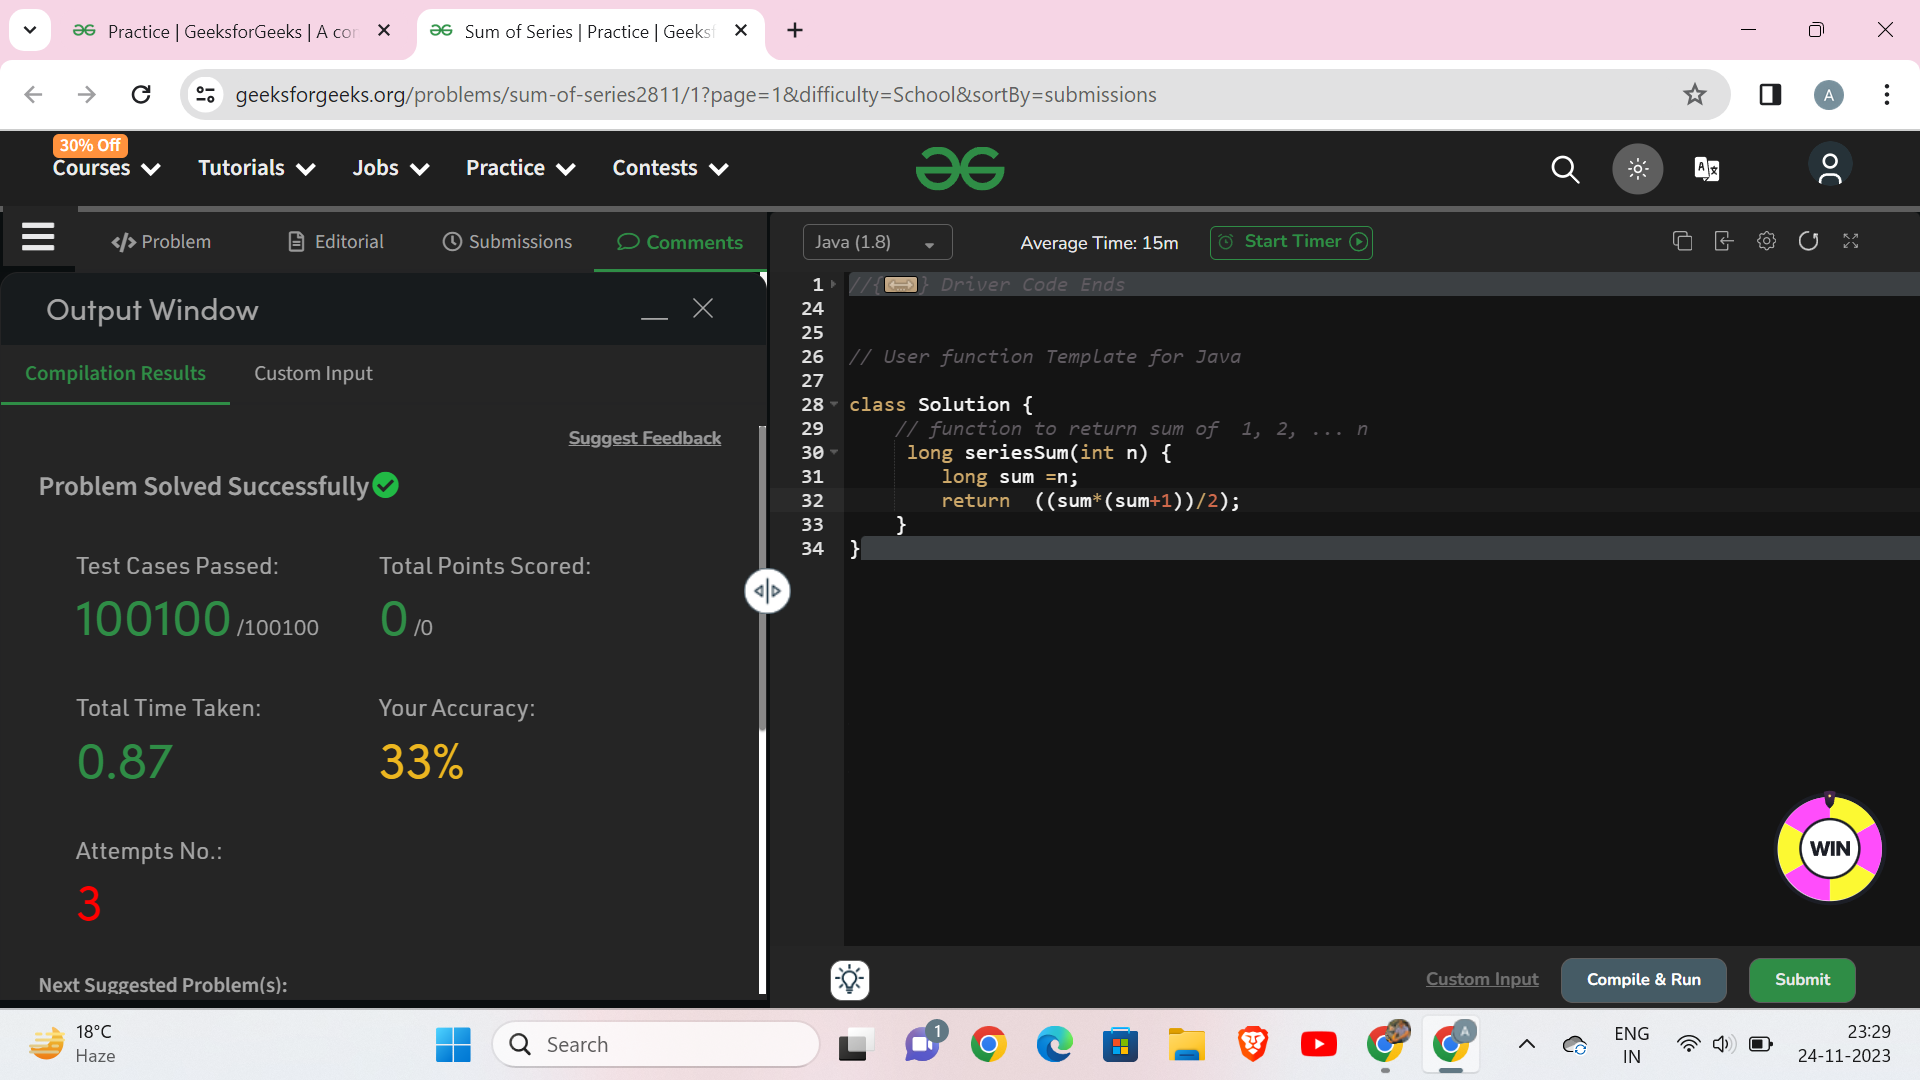 Practice | GeeksforGeeks | A cor
Sum of Series | Practice | Geeks
geeksforgeeks.org/problems/sum-of-series2811/1?page=1&difficulty=School&sortBy=submissions
A
30% Off
Courses
Tutorials
Jobs
Practice
Contests
Problem
Editorial
Submissions
Comments
Java (1.8)
Average Time: 15m
Start Timer
Output Window
Compilation Results
Custom Input
Suggest Feedback
Problem Solved Successfully
Test Cases Passed:
100100 /100100
Total Points Scored:
0 /0
Total Time Taken:
0.87
Your Accuracy:
33%
Attempts No.:
3
Next Suggested Problem(s):
1 //{ } Driver Code Ends
24
25
26 // User function Template for Java
27
28 class Solution {
29 // function to return sum of 1, 2, ... n
30 long seriesSum(int n) {
31 long sum =n;
32 return ((sum*(sum+1))/2);
33 }
34 }
WIN
Custom Input
Compile & Run
Submit
18°C
Haze
Search
1
A
ENG
IN
23:29
24-11-2023